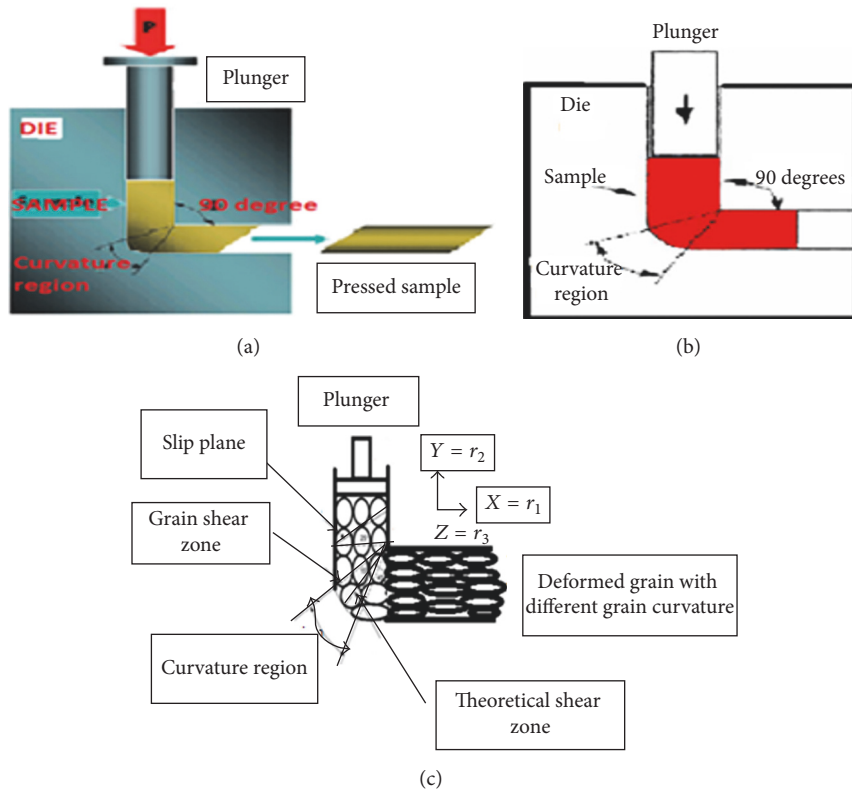 P
Plunger
DIE
SAMPLE
90 degree
Curvature
region
Pressed sample
(a)
Plunger
Die
Sample
90 degrees
Curvature
region
(b)
Plunger
Slip plane
Y = r₂
Grain shear
zone
X = r₁
Z = r₃
Deformed grain with
different grain curvature
Curvature region
Theoretical shear
zone
(c)